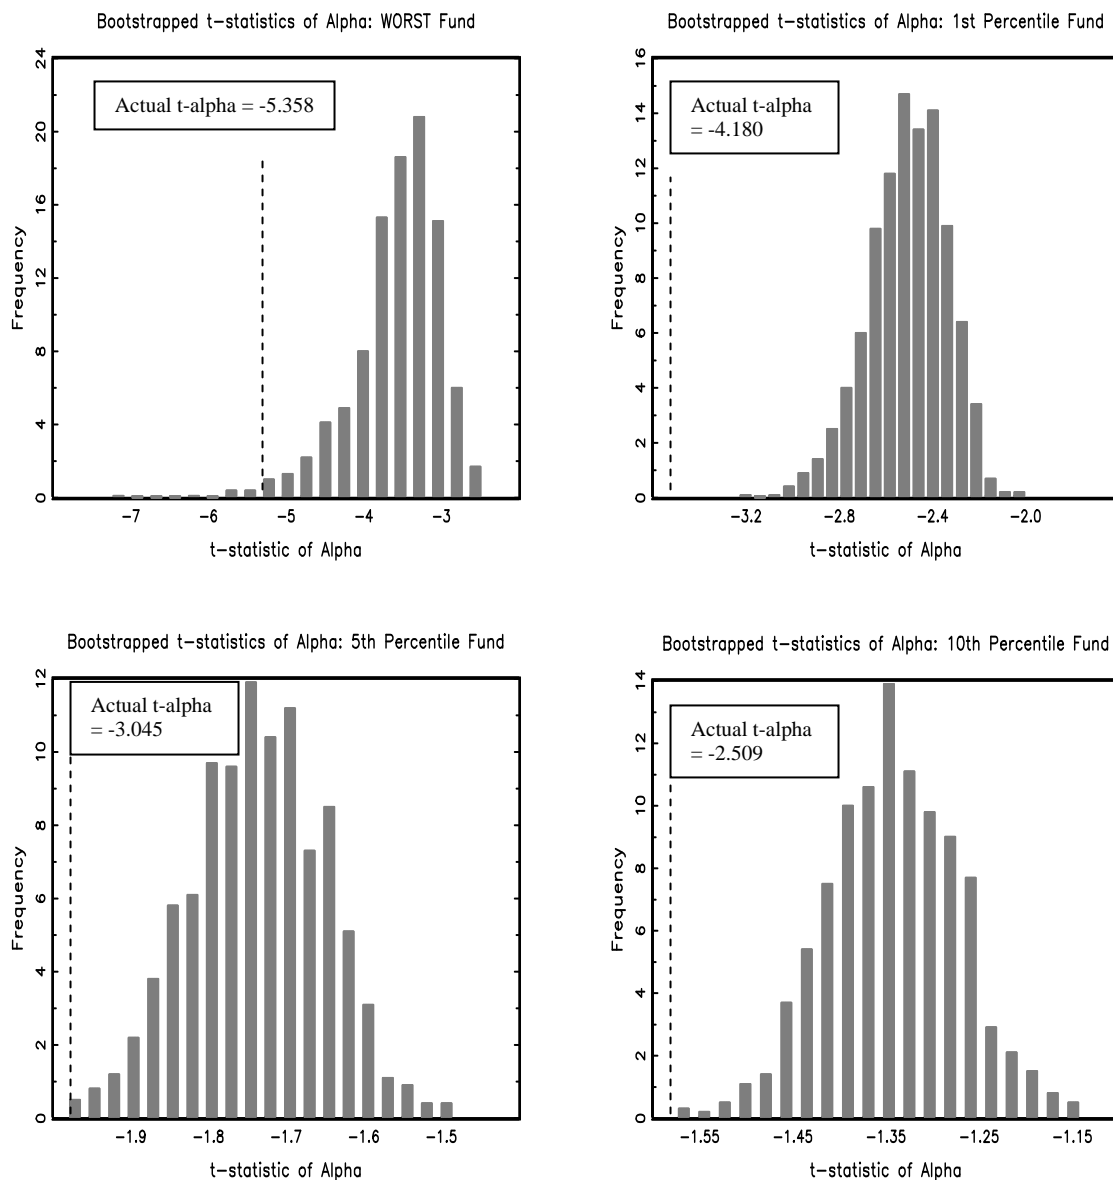 Bootstrapped t-statistics of Alpha: WORST Fund
24
20
16
12
8
4
0
Frequency
Actual t-alpha = -5.358
-7 -6 -5 -4 -3
t-statistic of Alpha
Bootstrapped t-statistics of Alpha: 1st Percentile Fund
16
14
12
10
8
6
4
2
0
Frequency
Actual t-alpha
= -4.180
-3.2 -2.8 -2.4 -2.0
t-statistic of Alpha
Bootstrapped t-statistics of Alpha: 5th Percentile Fund
12
10
8
6
4
2
0
Frequency
Actual t-alpha
= -3.045
-1.9 -1.8 -1.7 -1.6 -1.5
t-statistic of Alpha
Bootstrapped t-statistics of Alpha: 10th Percentile Fund
14
12
10
8
6
4
2
0
Frequency
Actual t-alpha
= -2.509
-1.55 -1.45 -1.35 -1.25 -1.15
t-statistic of Alpha